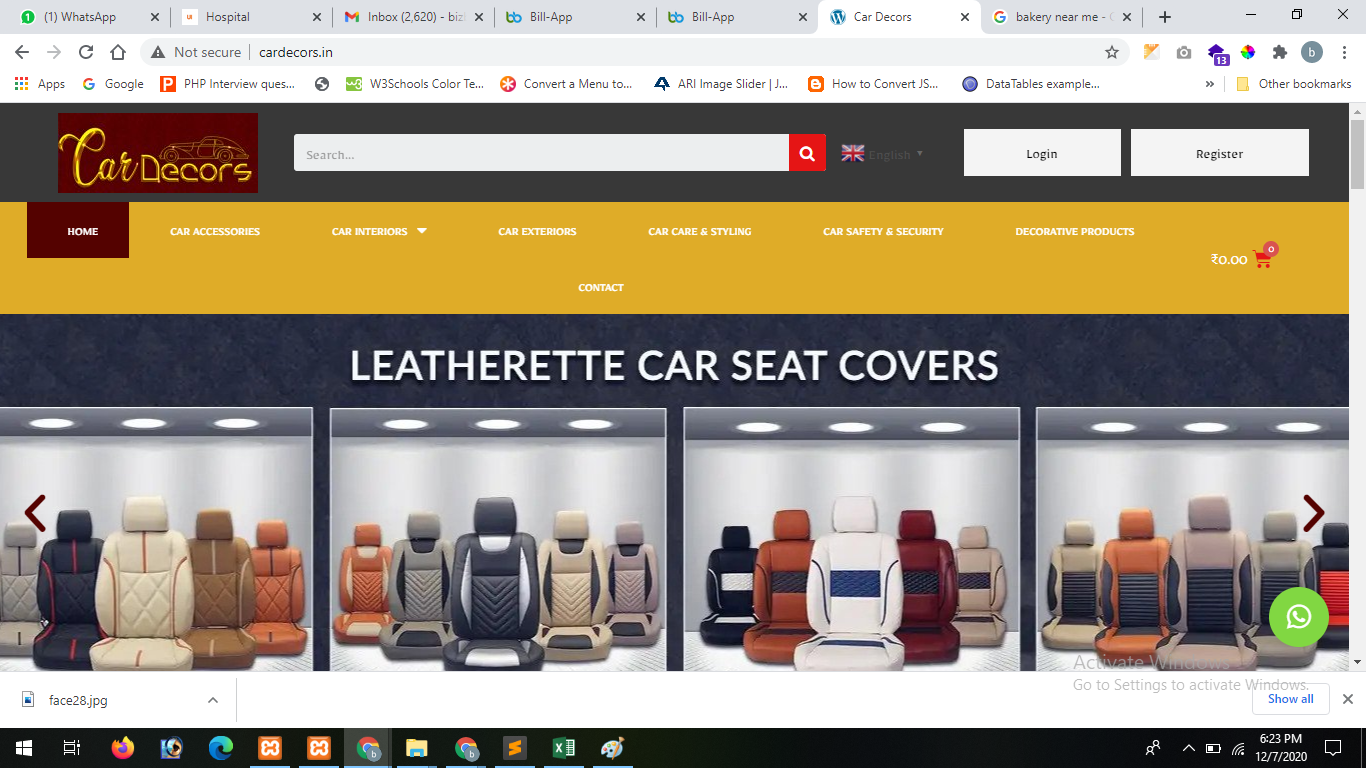 (1) WhatsApp
Hospital
Inbox (2,620) - biz
Bill-App
Bill-App
Car Decors
bakery near me -
Not secure
cardecors.in
13
b
Apps
Google
PHP Interview ques...
W3Schools Color Te...
Convert a Menu to...
ARI Image Slider | J...
How to Convert JS...
DataTables example...
»
Other bookmarks
Car Decors
Search...
English
Login
Register
HOME
CAR ACCESSORIES
CAR INTERIORS
CAR EXTERIORS
CAR CARE & STYLING
CAR SAFETY & SECURITY
DECORATIVE PRODUCTS
CONTACT
₹0.00
0
LEATHERETTE CAR SEAT COVERS
Activate Windows
Go to Settings to activate Windows.
face28.jpg
Show all
6:23 PM
12/7/2020